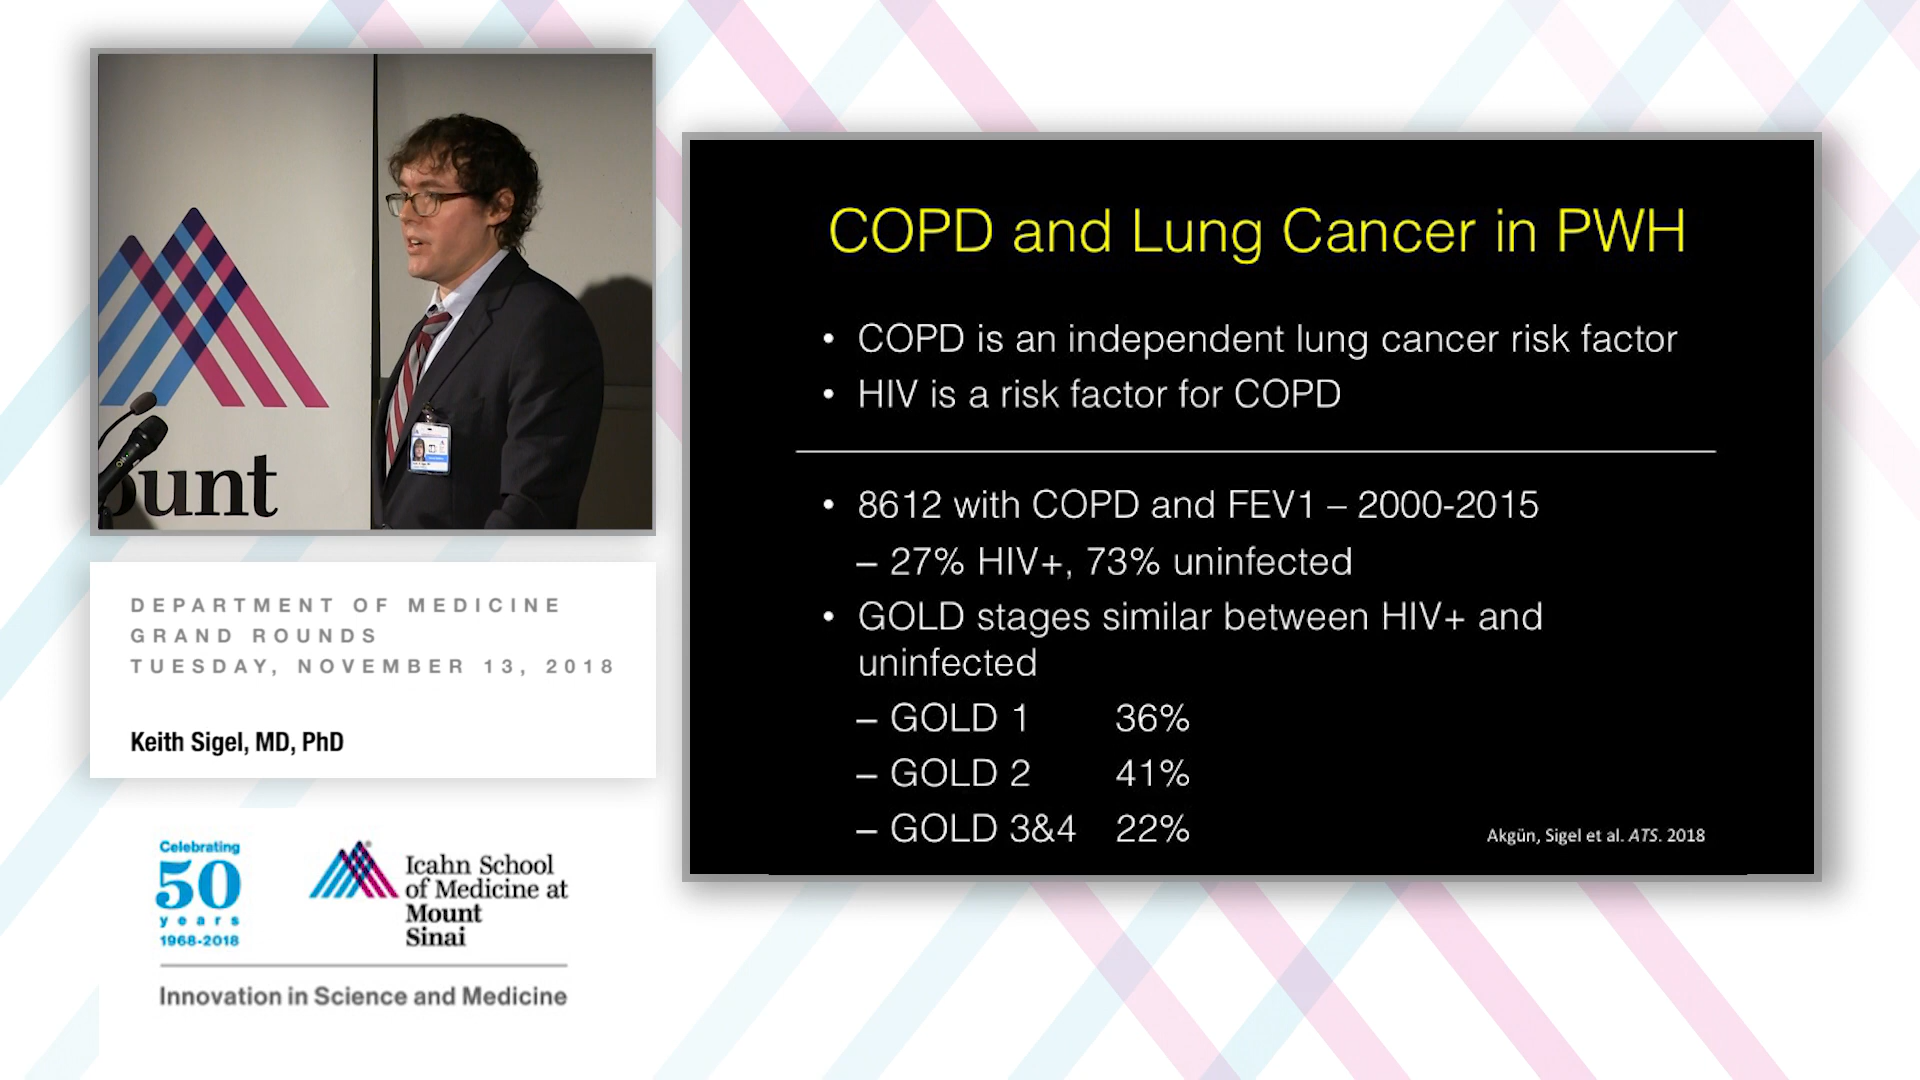 ount
DEPARTMENT OF MEDICINE
GRAND ROUNDS
TUESDAY, NOVEMBER 13, 2018
Keith Sigel, MD, PhD
Celebrating
50
years
1968-2018
Icahn School
of Medicine at
Mount
Sinai
Innovation in Science and Medicine
COPD and Lung Cancer in PWH
• COPD is an independent lung cancer risk factor
• HIV is a risk factor for COPD
• 8612 with COPD and FEV1 – 2000-2015
– 27% HIV+, 73% uninfected
• GOLD stages similar between HIV+ and
uninfected
– GOLD 1 36%
– GOLD 2 41%
– GOLD 3&4 22%
Akgün, Sigel et al. ATS. 2018